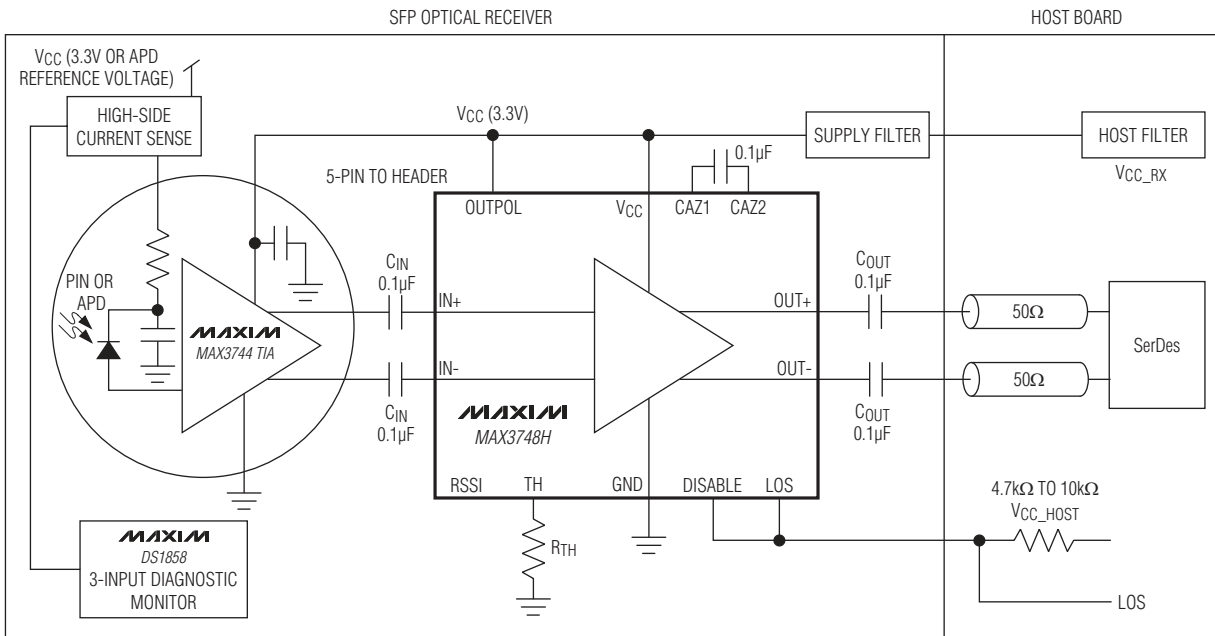 SFP OPTICAL RECEIVER
HOST BOARD
VCC (3.3V OR APD
REFERENCE VOLTAGE)
HIGH-SIDE
CURRENT SENSE
VCC (3.3V)
SUPPLY FILTER
HOST FILTER
VCC_RX
5-PIN TO HEADER
0.1µF
OUTPOL
VCC
CAZ1
CAZ2
PIN OR
APD
MAXIM
MAX3744 TIA
CIN
0.1µF
IN+
OUT+
COUT
0.1µF
50Ω
SerDes
IN-
OUT-
50Ω
CIN
0.1µF
MAXIM
MAX3748H
COUT
0.1µF
RSSI
TH
GND
DISABLE
LOS
RTH
4.7kΩ TO 10kΩ
VCC_HOST
LOS
MAXIM
DS1858
3-INPUT DIAGNOSTIC
MONITOR